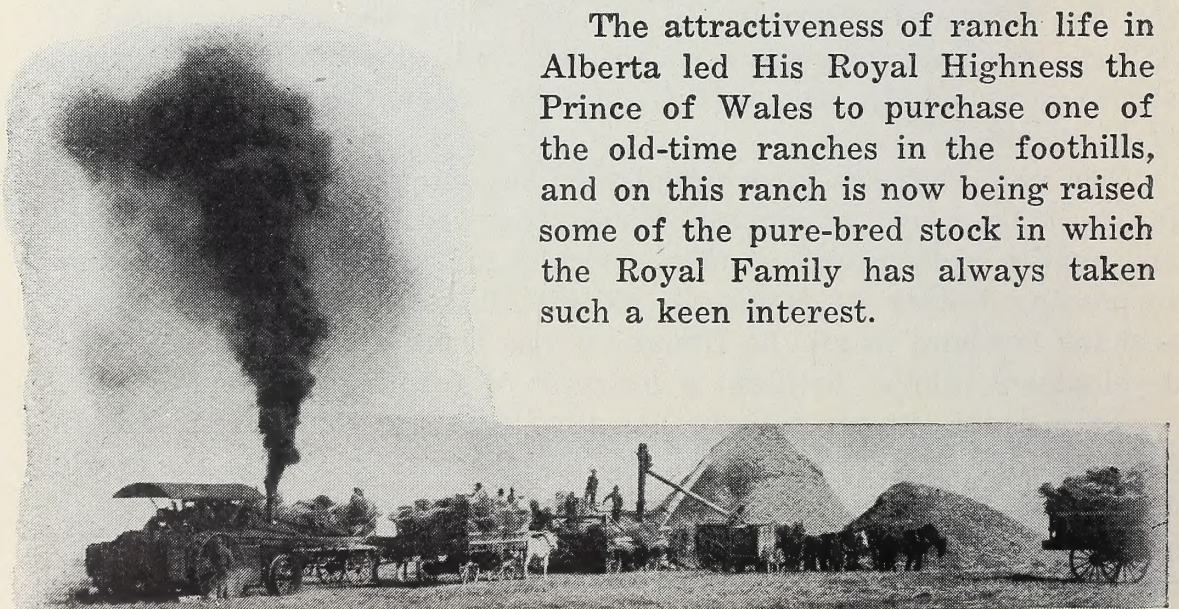 The attractiveness of ranch life in
Alberta led His Royal Highness the
Prince of Wales to purchase one of
the old-time ranches in the foothills,
and on this ranch is now being raised
some of the pure-bred stock in which
the Royal Family has always taken
such a keen interest.